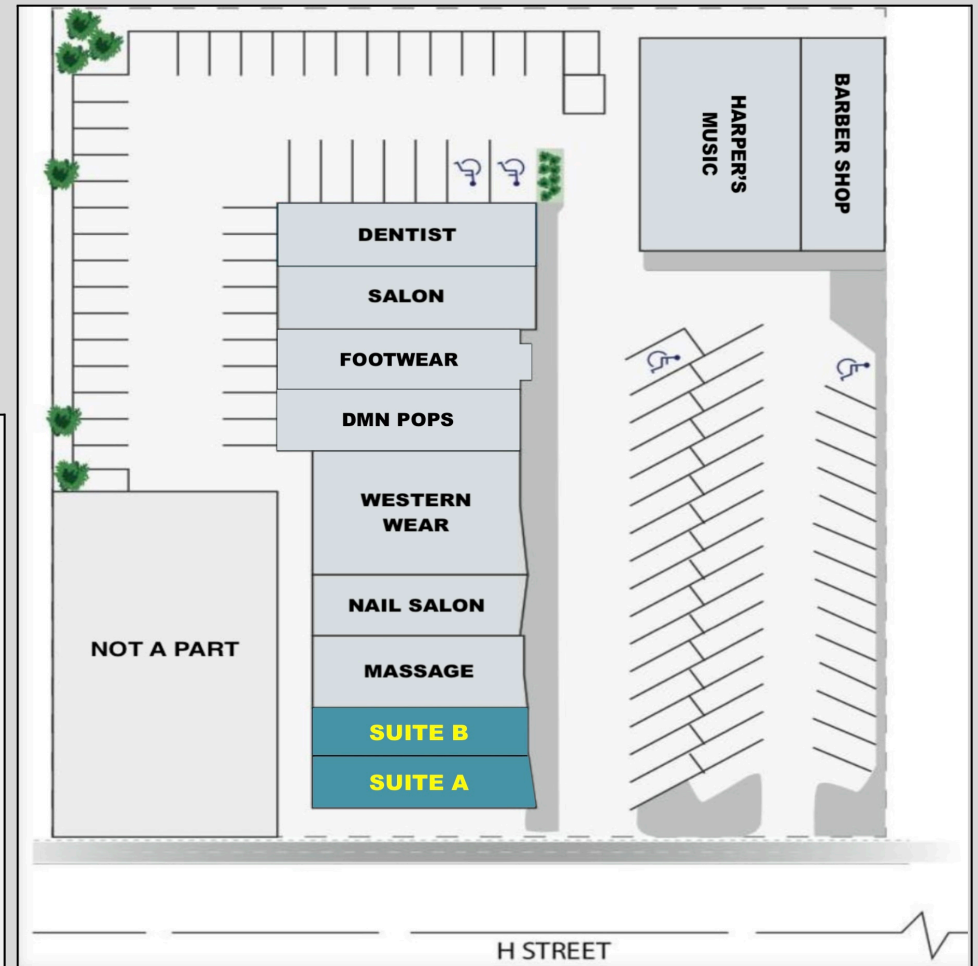 HARPER'S
MUSIC
BARBER SHOP
DENTIST
SALON
FOOTWEAR
DMN POPS
WESTERN
WEAR
NAIL SALON
NOT A PART
MASSAGE
SUITE B
SUITE A
H STREET